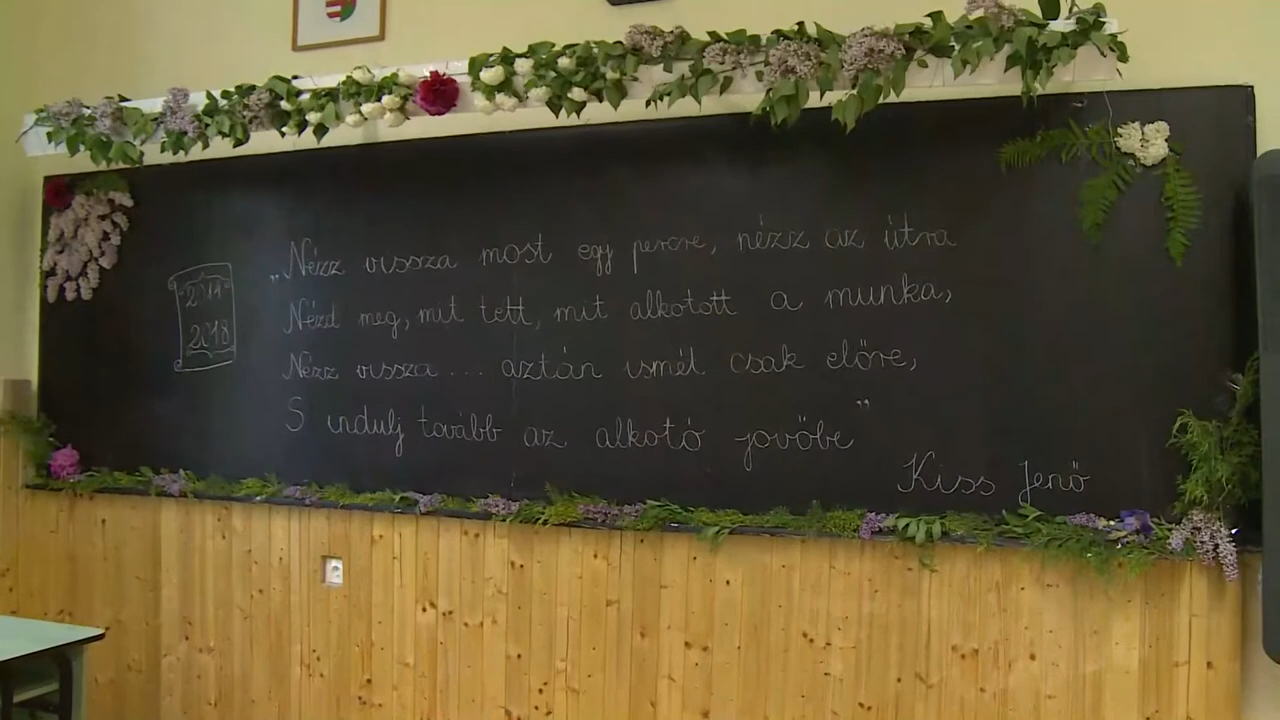 „Nézz vissza most egy percre, nézz az útra
Nézd meg, mit tett, mit alkotott a munka,
Nézz vissza ... aztán ismét csak előre,
S indulj tovább az alkotó jovőbe”
Kiss Jenő
2014
2018